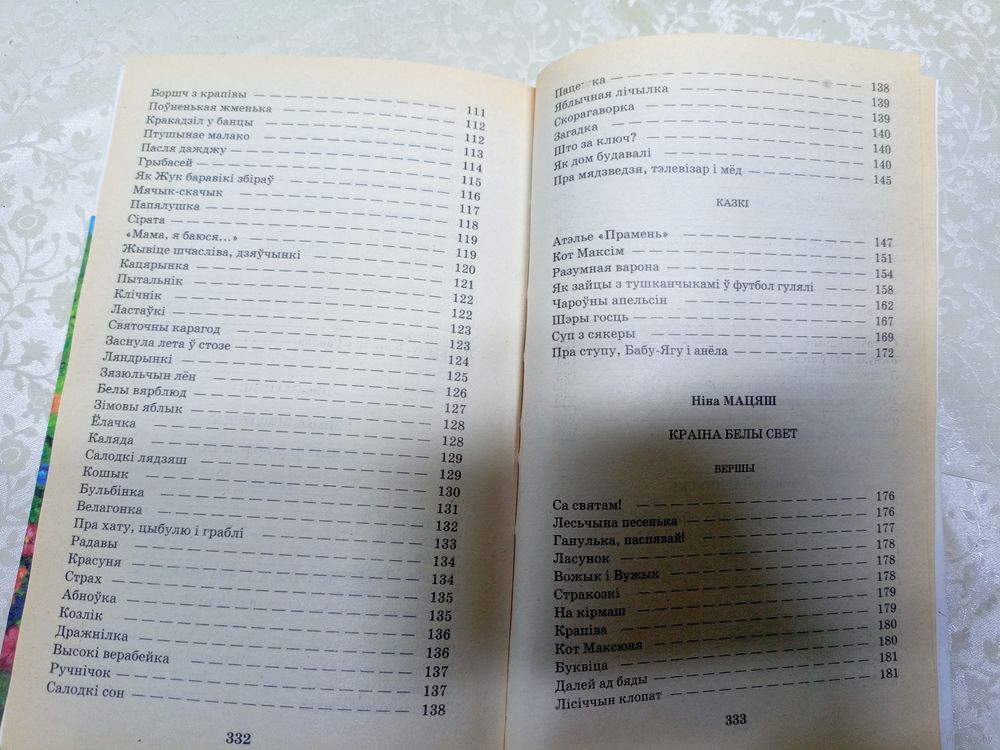 Боршч з крапівы 111
Поўненькая жменька 112
Кракадзіл у банцы 112
Птушынае малако 113
Пасля дажджу 114
Грыбасей 115
Як Жук баравікі збіраў 116
Мячык-скачык 117
Папялушка 118
Сірата 119
«Мама, я баюся...» 119
Жывіце шчасліва, дзяўчынкі 120
Кацярынка 121
Пытальнік 122
Клічнік 122
Ластаўкі 123
Святочны карагод 123
Заснула лета ў стозе 124
Ляндрынкі 125
Зязюльчын лён 126
Белы вярблюд 127
Зімовы яблык 128
Ёлачка 128
Каляда 129
Салодкі лядзяш 129
Кошык 130
Бульбінка 131
Велагонка 132
Пра хату, цыбулю і граблі 133
Радавы 134
Красуня 134
Страх 135
Абноўка 135
Козлік 136
Дражнілка 136
Высокі верабейка 137
Ручнічок 137
Салодкі сон 138
332
138
Яблычная лічылка 139
Скорагаворка 139
Загадка 140
Што за ключ? 140
Як дом будавалі 140
Пра мядзведзя, тэлевізар і мёд 145
КАЗКІ
Атэлье «Прамень» 147
Кот Максім 151
Разумная варона 154
Як зайцы з тушканчыкамі ў футбол гулялі 158
Чароўны апельсін 162
Шэры госць 167
Суп з сякеры 169
Пра ступу, Бабу-Ягу і анёла 172
Ніна МАЦЯШ
КРАІНА БЕЛЫ СВЕТ
ВЕРШЫ
Са святам! 176
Лесьчына песенька 176
Ганулька, паспявай! 177
Ласунок 178
Вожык і Вужык 178
Стракозкі 178
На кірмаш 179
Крапіва 179
Кот Максюня 180
Буквіца 180
Далей ад бяды 181
Лісіччын клопат 181
333